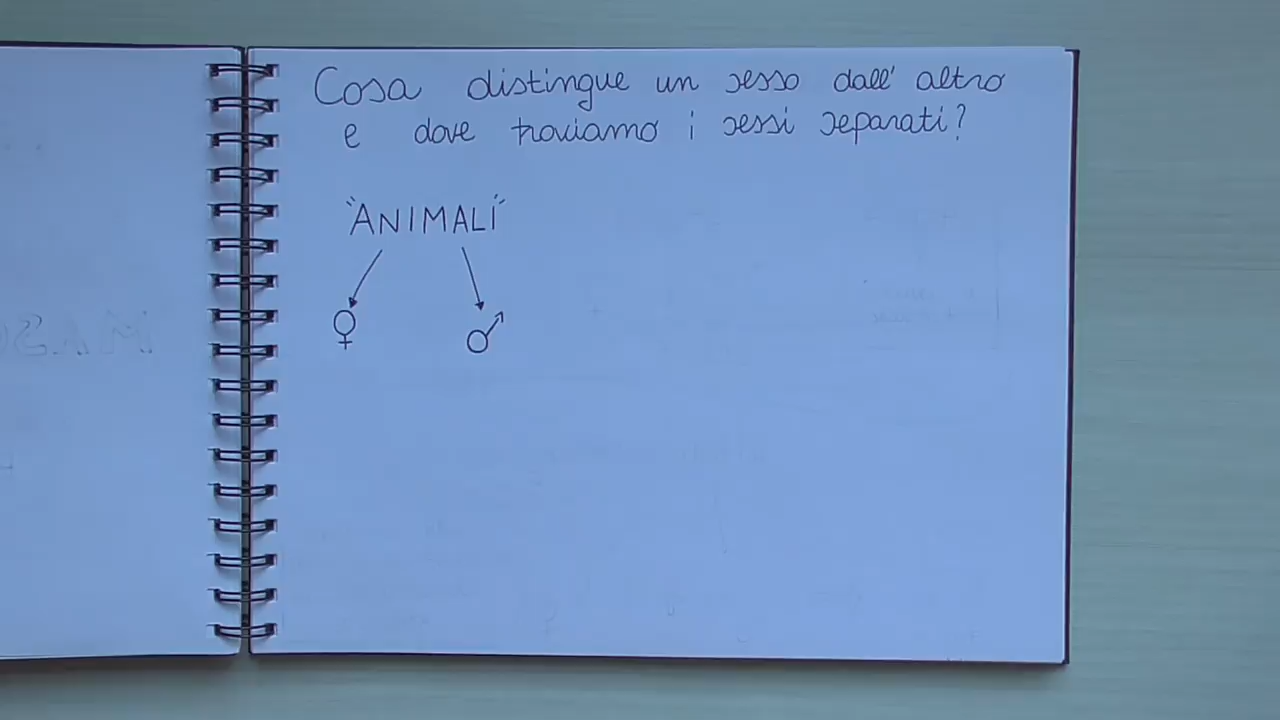 Cosa distingue un sesso dall'altro
e dove troviamo i sessi separati?
"ANIMALI"
♀ ♂